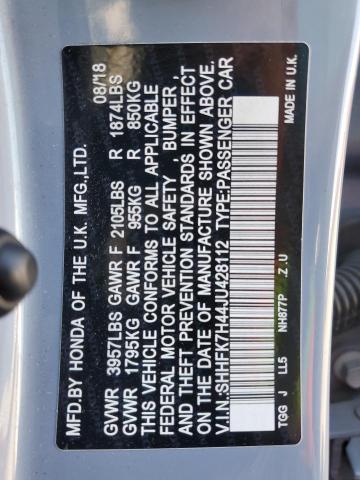 MFD.BY HONDA OF THE U.K. MFG.,LTD. 08/18
GVWR 3957LBS GAWR F 2105LBS R 1874LBS
GVWR 1795KG GAWR F 955KG R 850KG
THIS VEHICLE CONFORMS TO ALL APPLICABLE
FEDERAL MOTOR VEHICLE SAFETY , BUMPER ,
AND THEFT PREVENTION STANDARDS IN EFFECT
ON THE DATE OF MANUFACTURE SHOWN ABOVE.
V.I.N.:SHHFK7H44JU428112 TYPE:PASSENGER CAR
TGG J LL5 NH877P .Z .U MADE IN U.K.